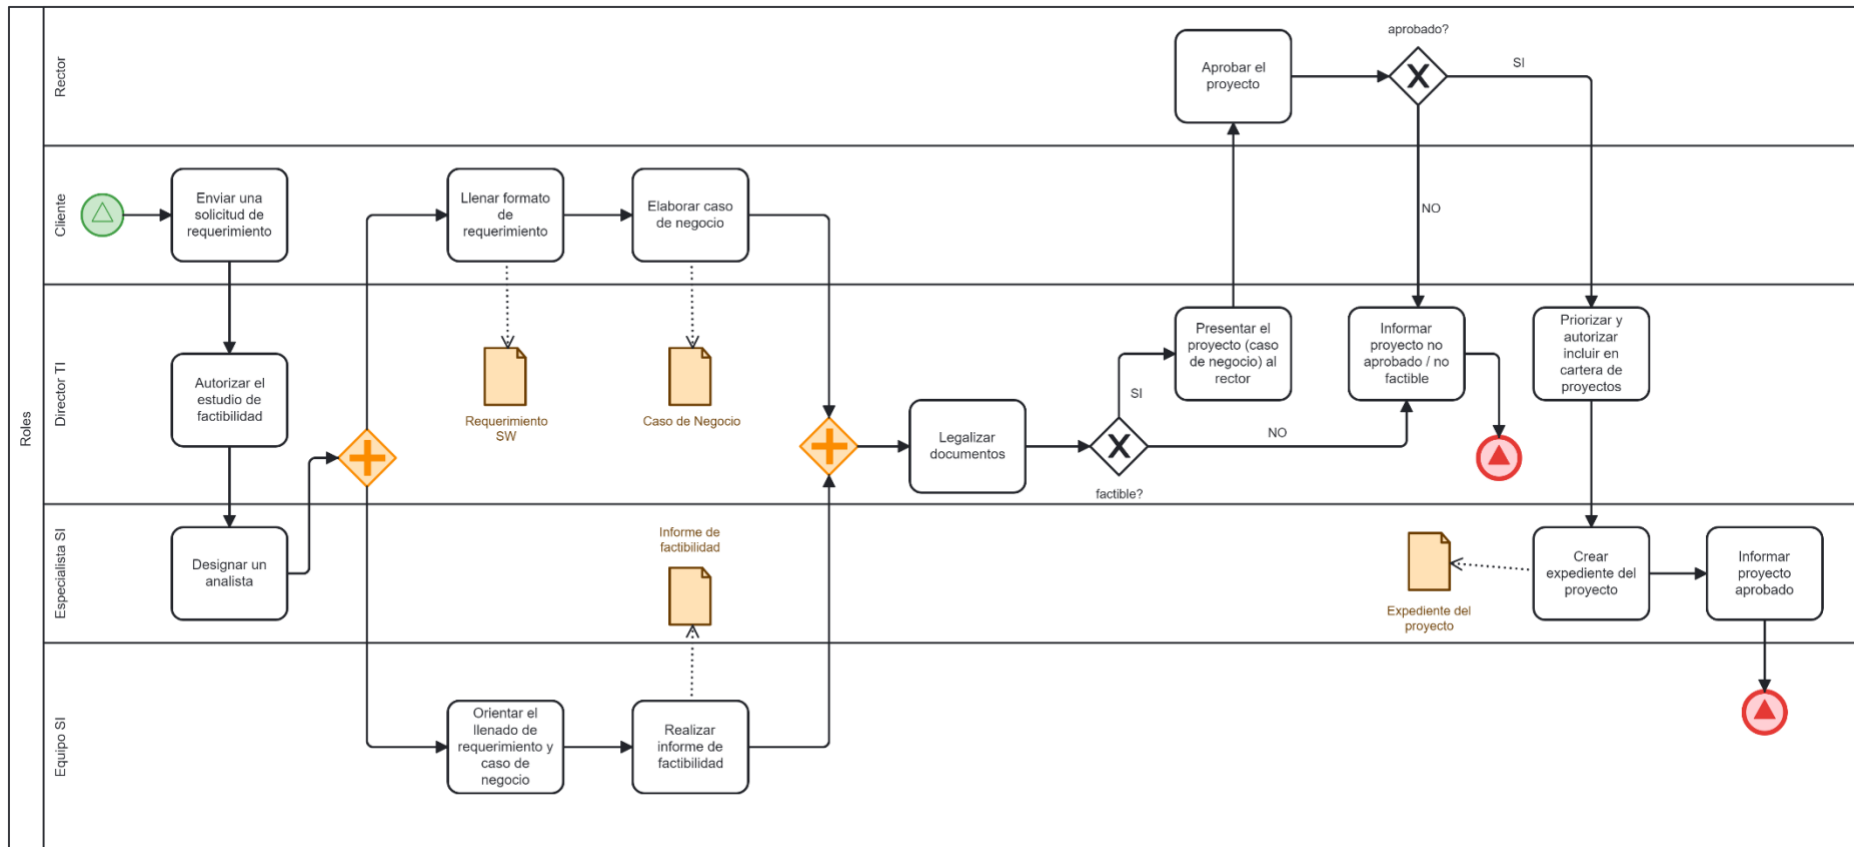 Roles
Rector
Aprobar el
proyecto
aprobado?
SI
NO
Cliente
Enviar una
solicitud de
requerimiento
Llenar formato
de
requerimiento
Elaborar caso
de negocio
Director TI
Autorizar el
estudio de
factibilidad
Requerimiento
SW
Caso de Negocio
Legalizar
documentos
factible?
SI
NO
Presentar el
proyecto (caso
de negocio) al
rector
Informar
proyecto no
aprobado / no
factible
Priorizar y
autorizar
incluir en
cartera de
proyectos
Especialista SI
Designar un
analista
Informe de
factibilidad
Expediente del
proyecto
Crear
expediente del
proyecto
Informar
proyecto
aprobado
Equipo SI
Orientar el
llenado de
requerimiento y
caso de
negocio
Realizar
informe de
factibilidad